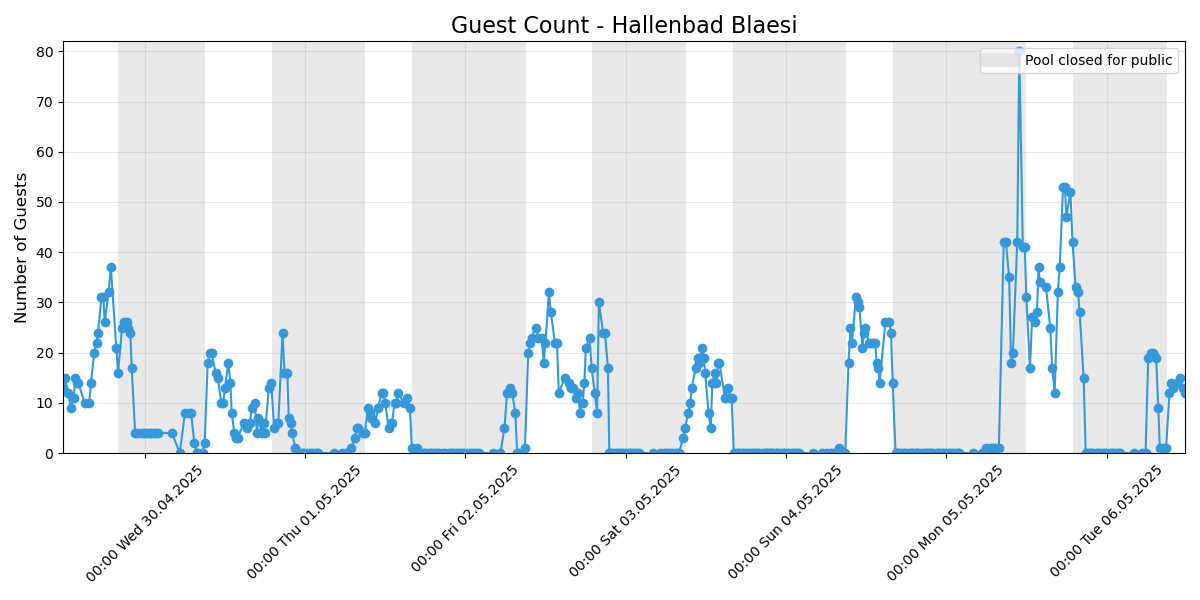 Guest Count - Hallenbad Blaesi
Pool closed for public
Number of Guests
80
70
60
50
40
30
20
10
0
00:00 Wed 30.04.2025
00:00 Thu 01.05.2025
00:00 Fri 02.05.2025
00:00 Sat 03.05.2025
00:00 Sun 04.05.2025
00:00 Mon 05.05.2025
00:00 Tue 06.05.2025